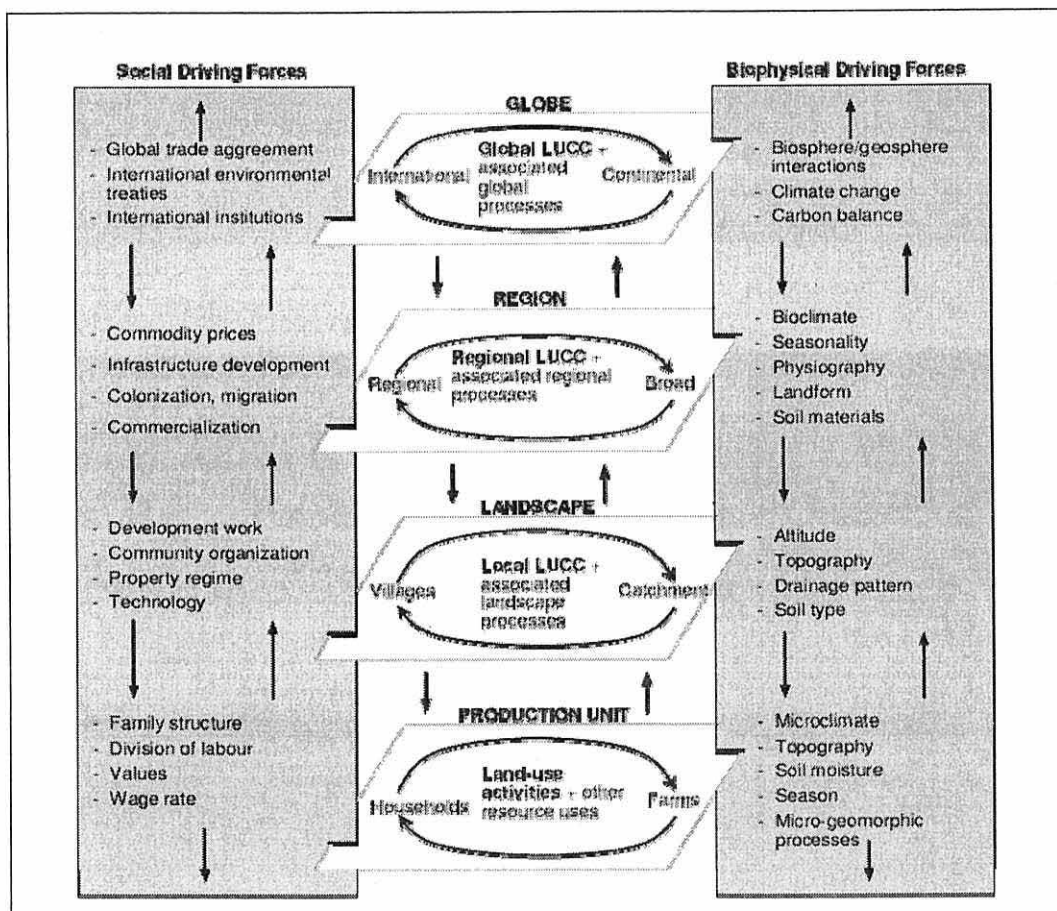 Social Driving Forces
- Global trade aggreement
- International environmental
treaties
- International institutions
- Commodity prices
- Infrastructure development
- Colonization, migration
- Commercialization
- Development work
- Community organization
- Property regime
- Technology
- Family structure
- Division of labour
- Values
- Wage rate
GLOBE
International
Global LUCC +
associated
global
processes
Continental
REGION
Regional
Regional LUCC +
associated regional
processes
Broad
LANDSCAPE
Villages
Local LUCC +
associated
landscape
processes
Catchment
PRODUCTION UNIT
Households
Land-use
activities + other
resource uses
Farms
Biophysical Driving Forces
- Biosphere/geosphere
interactions
- Climate change
- Carbon balance
- Bioclimate
- Seasonality
- Physiography
- Landform
- Soil materials
- Altitude
- Topography
- Drainage pattern
- Soil type
- Microclimate
- Topography
- Soil moisture
- Season
- Micro-geomorphic
processes